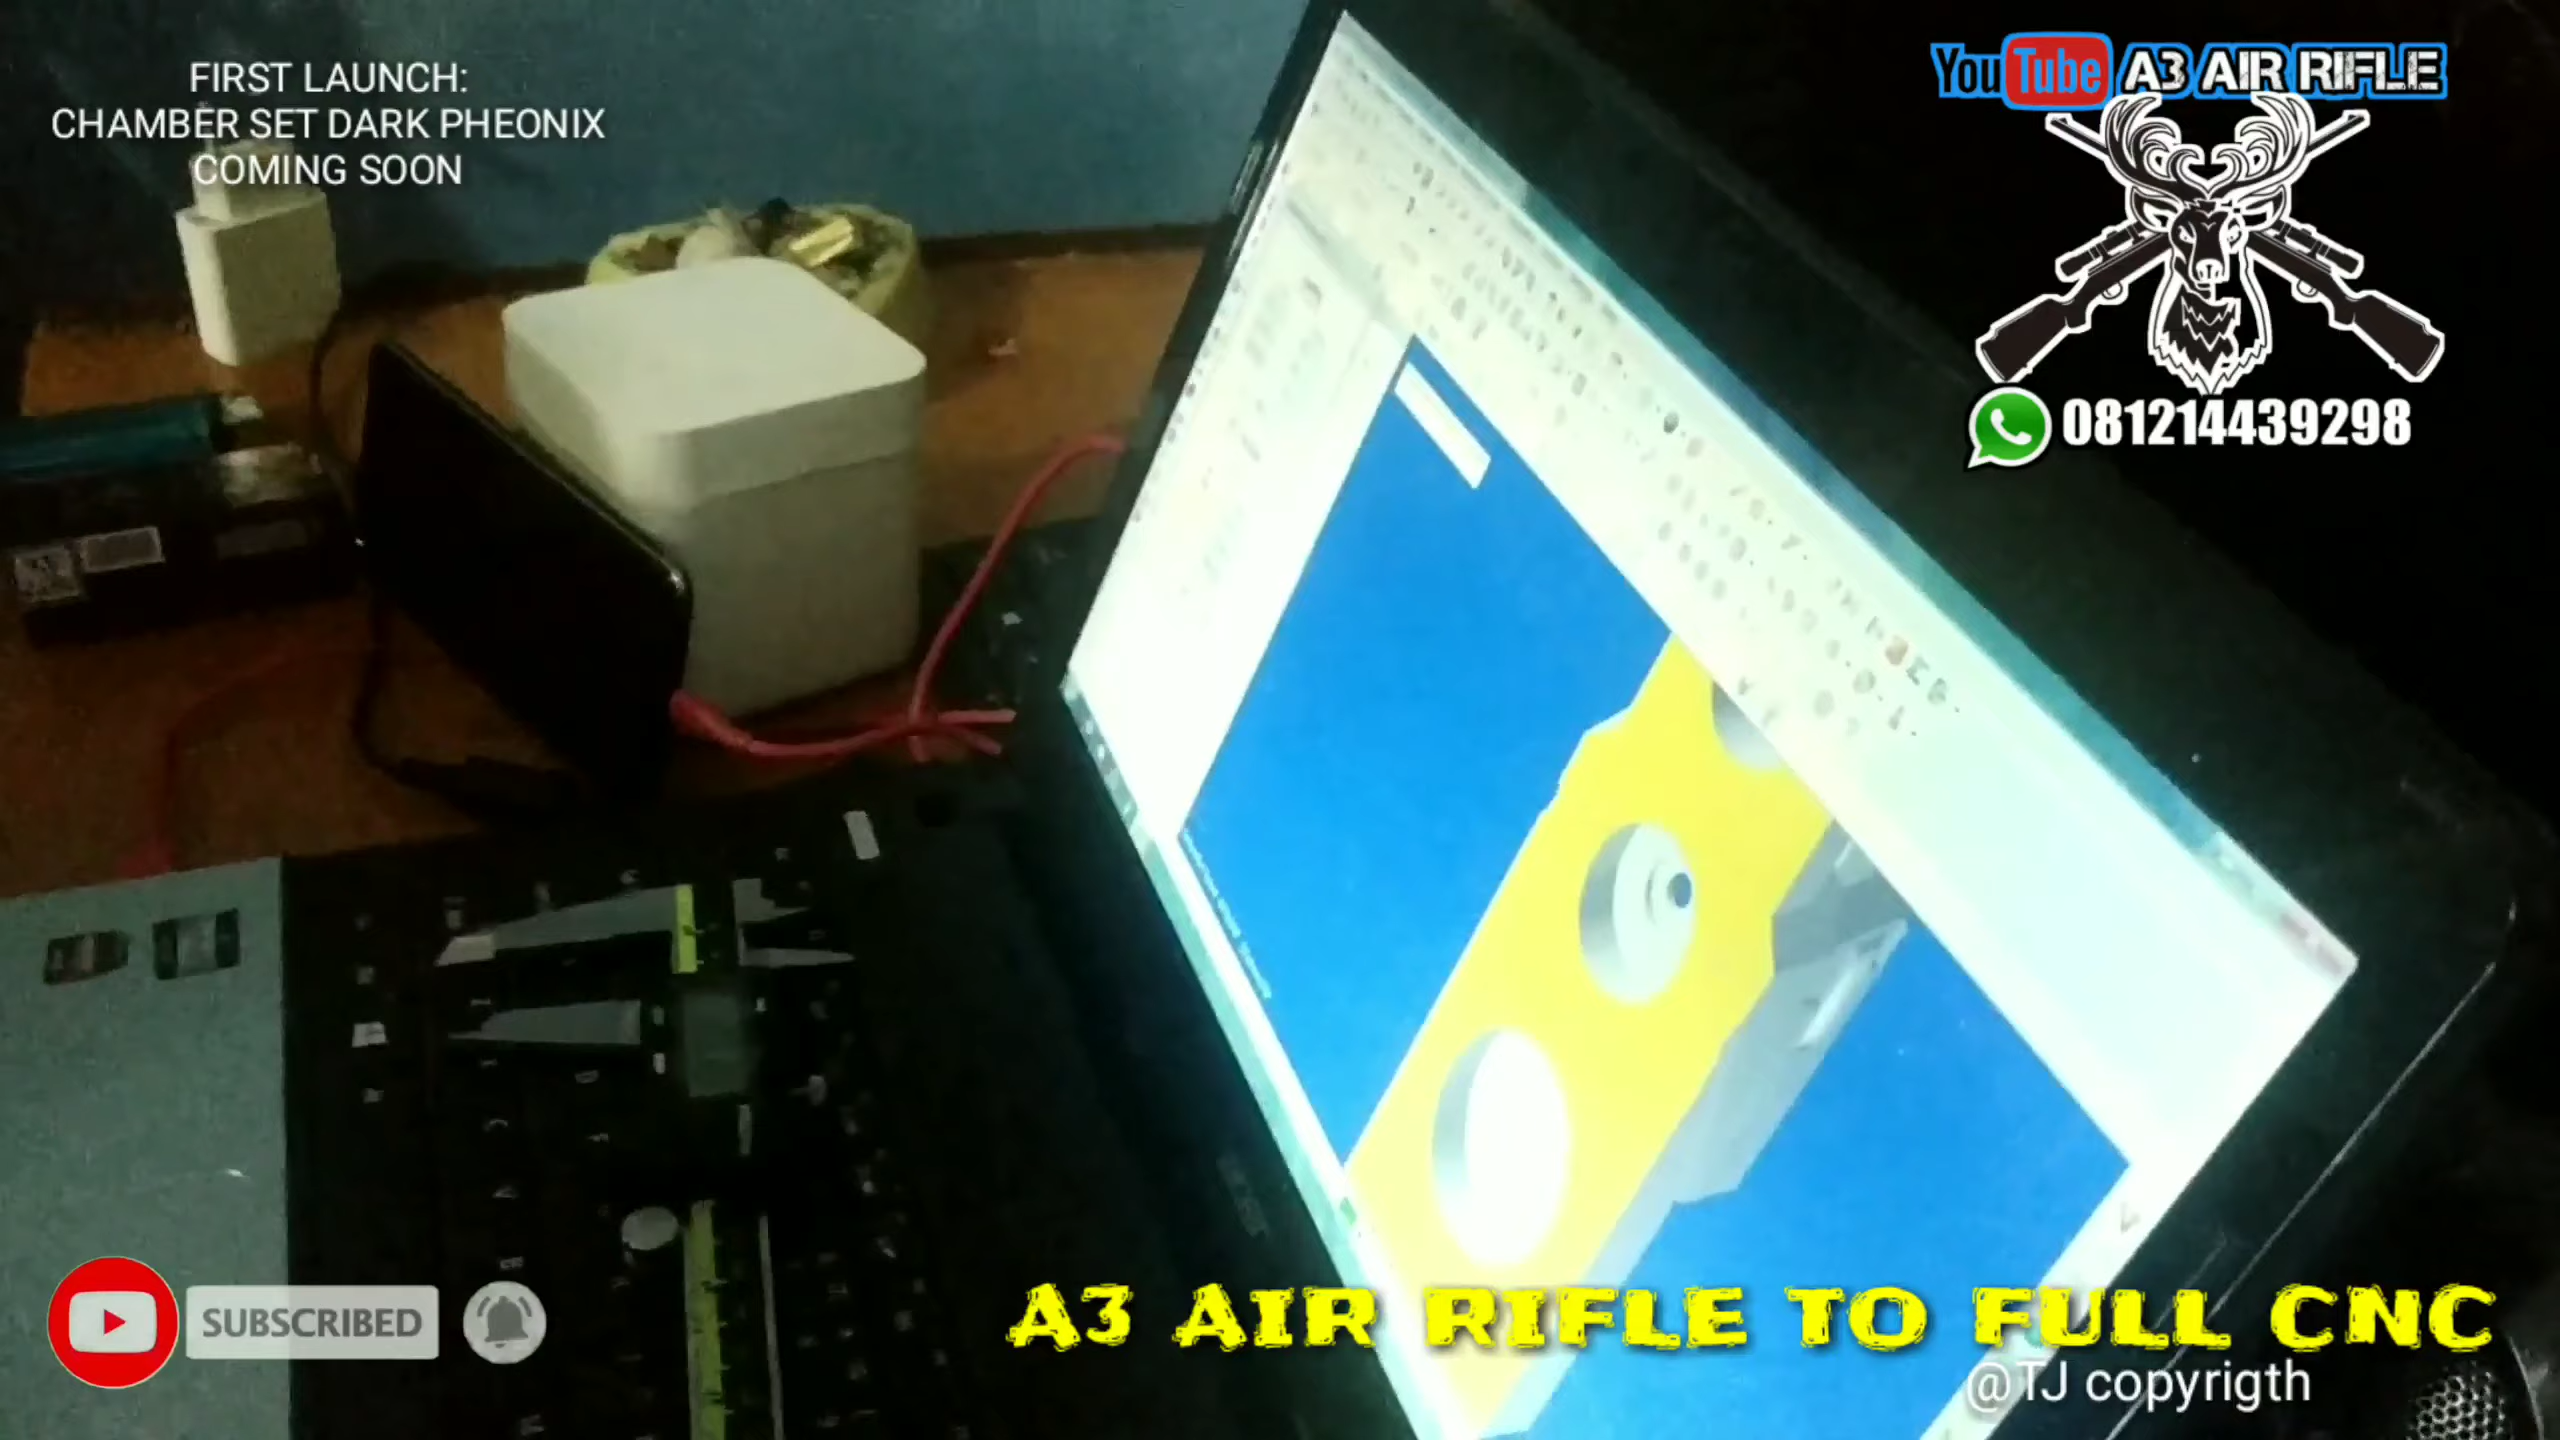 FIRST LAUNCH:
CHAMBER SET DARK PHEONIX
COMING SOON
YouTube A3 AIR RIFLE
081214439298
SUBSCRIBED
A3 AIR RIFLE TO FULL CNC
@TJ copyrigth